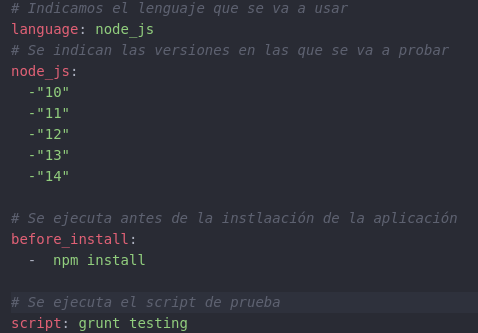 # Indicamos el lenguaje que se va a usar
language: node_js
# Se indican las versiones en las que se va a probar
node_js:
  -"10"
  -"11"
  -"12"
  -"13"
  -"14"

# Se ejecuta antes de la instlaación de la aplicación
before_install:
  -  npm install

# Se ejecuta el script de prueba
script: grunt testing